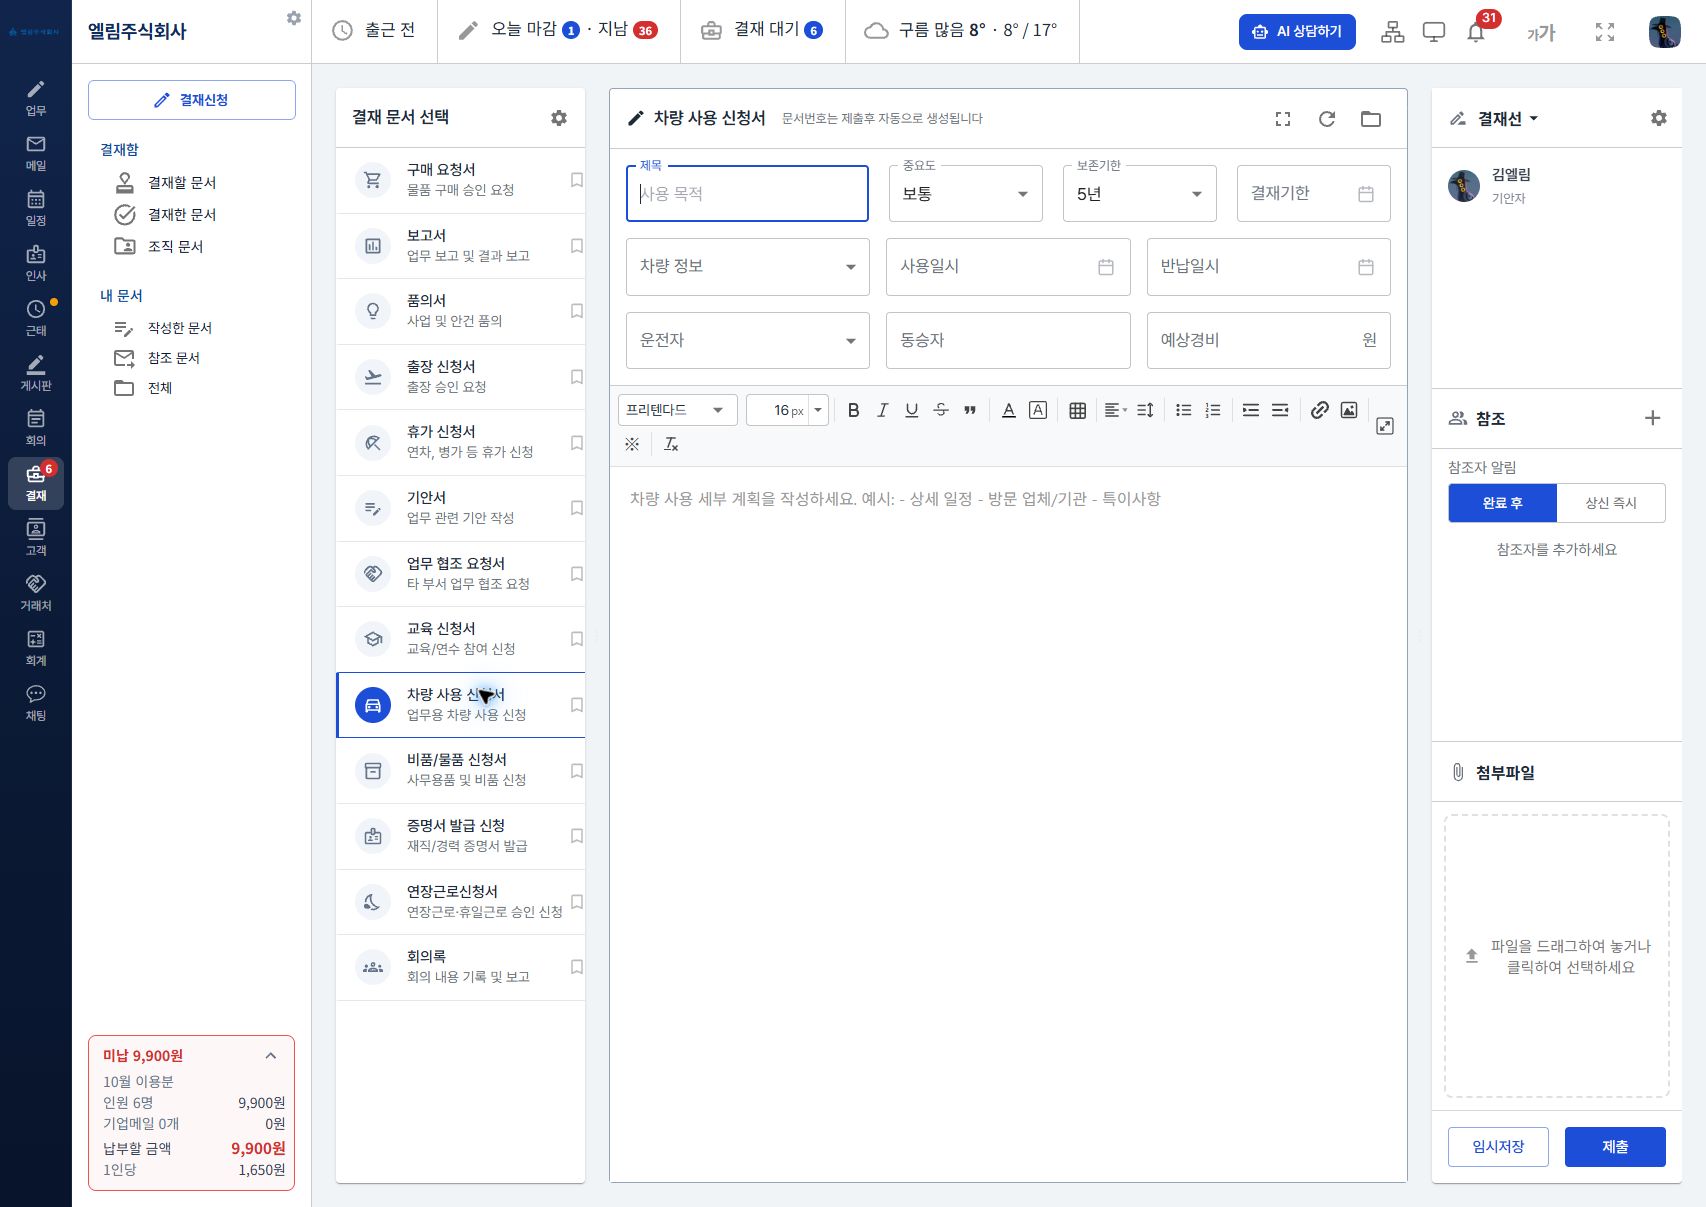 엘림주식회사
업무
메일
일정
인사
근태
게시판
회의
6
결재
고객
거래처
회계
채팅
엘림주식회사
결재신청
결재함
결재할 문서
결재한 문서
조직 문서
내 문서
작성한 문서
참조 문서
전체
미납 9,900원
10월 이용분
인원 6명 9,900원
기업메일 0개 0원
납부할 금액 9,900원
1인당 1,650원
출근 전
오늘 마감 1 · 지남 36
결재 대기 6
구름 많음 8° · 8° / 17°
AI 상담하기
31
가가
결재 문서 선택
구매 요청서
물품 구매 승인 요청
보고서
업무 보고 및 결과 보고
품의서
사업 및 안건 품의
출장 신청서
출장 승인 요청
휴가 신청서
연차, 병가 등 휴가 신청
기안서
업무 관련 기안 작성
업무 협조 요청서
타 부서 업무 협조 요청
교육 신청서
교육/연수 참여 신청
차량 사용 신청서
업무용 차량 사용 신청
비품/물품 신청서
사무용품 및 비품 신청
증명서 발급 신청
재직/경력 증명서 발급
연장근로신청서
연장근로·휴일근로 승인 신청
회의록
회의 내용 기록 및 보고
차량 사용 신청서 문서번호는 제출후 자동으로 생성됩니다
제목
사용 목적
중요도
보통
보존기한
5년
결재기한
차량 정보
사용일시
반납일시
운전자
동승자
예상경비 원
프리텐다드
16 px
차량 사용 세부 계획을 작성하세요. 예시: - 상세 일정 - 방문 업체/기관 - 특이사항
결재선
김엘림
기안자
참조
참조자 알림
완료 후
상신 즉시
참조자를 추가하세요
첨부파일
파일을 드래그하여 놓거나
클릭하여 선택하세요
임시저장
제출